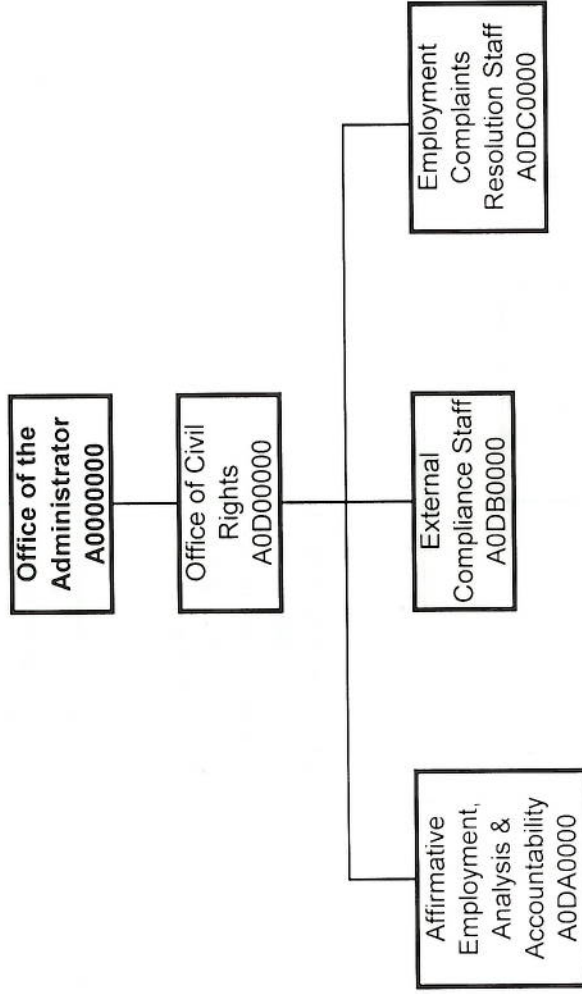 Office of the
Administrator
A0000000
Office of Civil
Rights
A0D00000
Affirmative
Employment,
Analysis &
Accountability
A0DA0000
External
Compliance Staff
A0DB0000
Employment
Complaints
Resolution Staff
A0DC0000